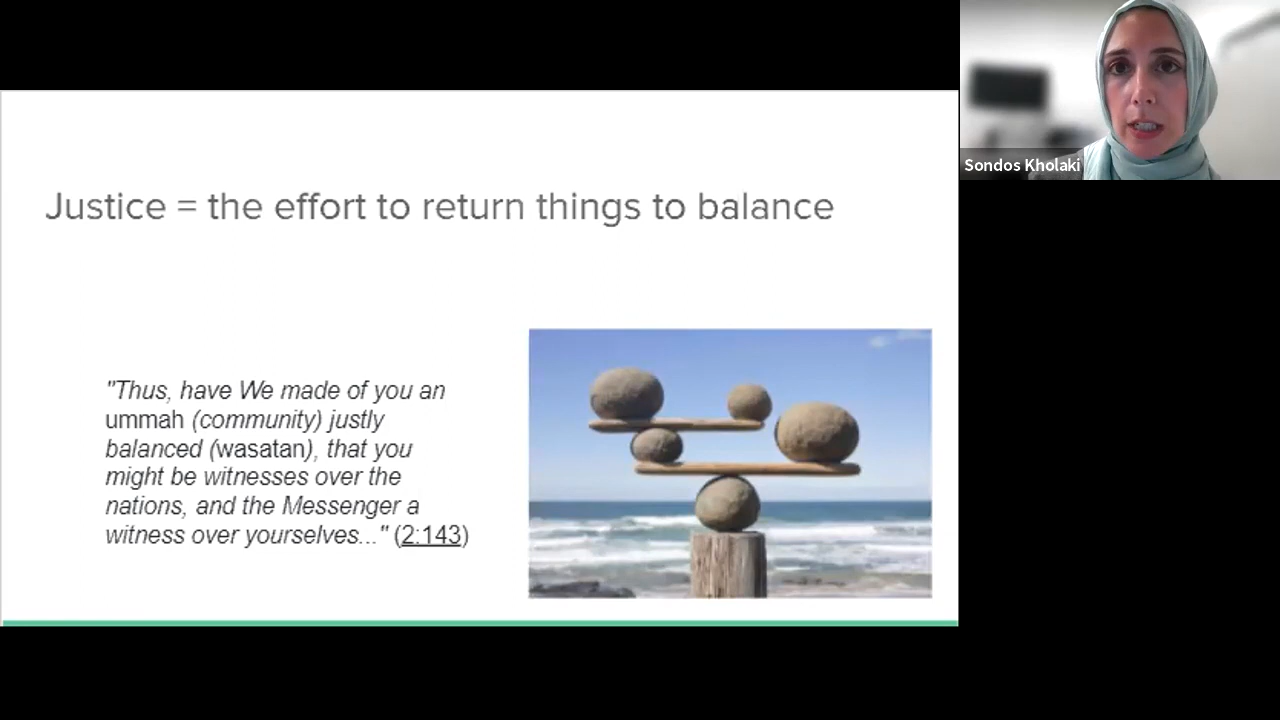 Justice = the effort to return things to balance
"Thus, have We made of you an
ummah (community) justly
balanced (wasatan), that you
might be witnesses over the
nations, and the Messenger a
witness over yourselves..." (2:143)
Sondos Kholaki